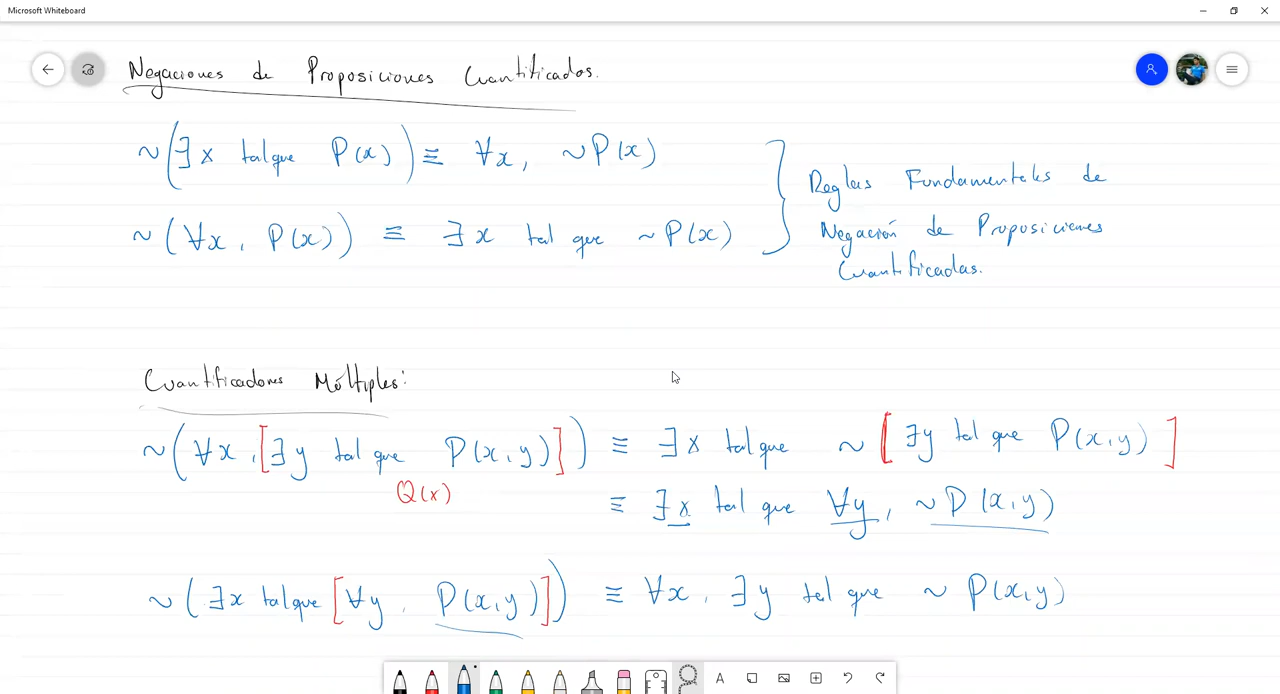 Microsoft Whiteboard
Negaciones de Proposiciones Cuantificadas.
~(∃x tal que P(x)) ≡ ∀x, ~P(x)
~(∀x, P(x)) ≡ ∃x tal que ~P(x)
Reglas Fundamentales de
Negación de Proposiciones
Cuantificadas.
Cuantificadores Múltiples:
~(∀x, [∃y tal que P(x,y)]) ≡ ∃x tal que ~[∃y tal que P(x,y)]
Q(x)
≡ ∃x tal que ∀y, ~P(x,y)
~(∃x tal que [∀y, P(x,y)]) ≡ ∀x, ∃y tal que ~P(x,y)
A